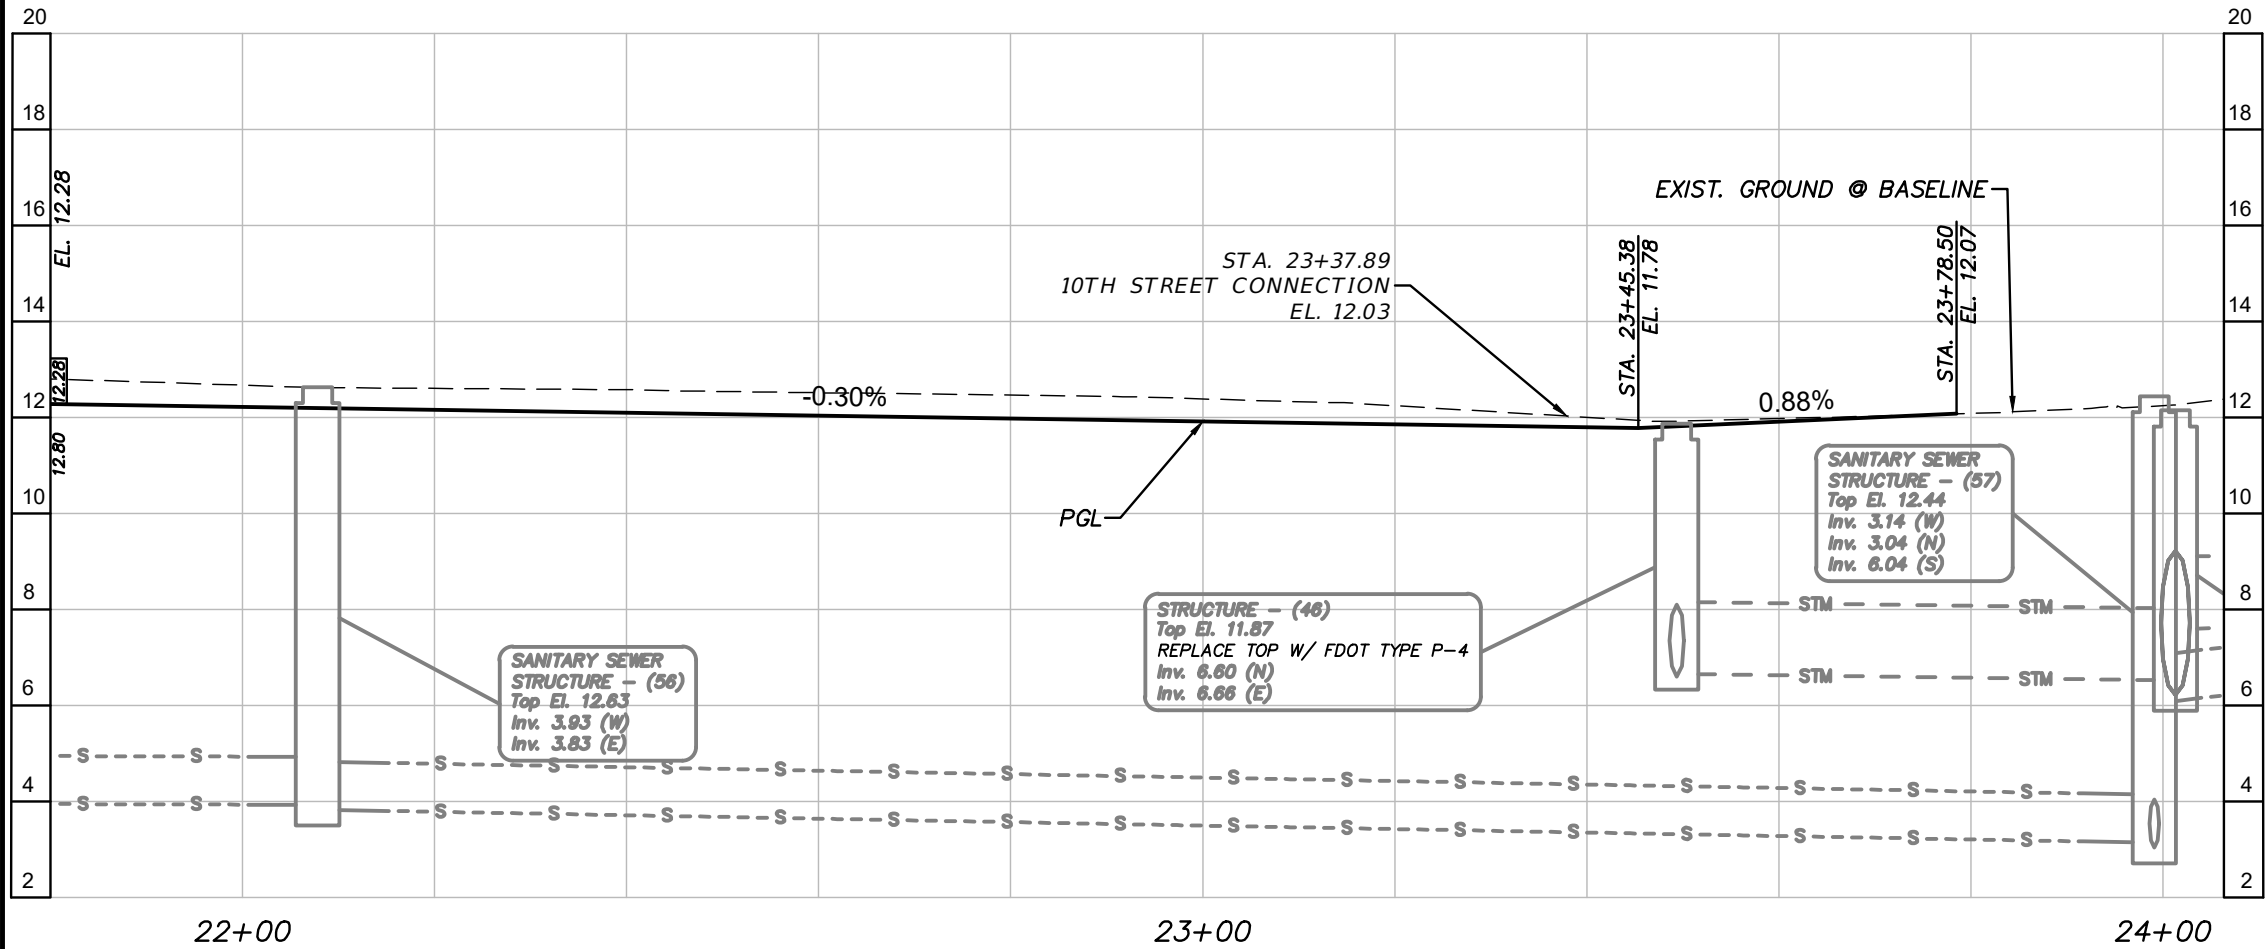 20
20
18
18
EL. 12.28
16
16
EXIST. GROUND @ BASELINE
STA. 23+37.89
10TH STREET CONNECTION
EL. 12.03
STA. 23+45.38
EL. 11.78
STA. 23+78.50
EL. 12.07
14
14
12.28
12.80
12
12
-0.30%
0.88%
PGL
10
10
SANITARY SEWER
STRUCTURE - (57)
Top El. 12.44
Inv. 3.14 (W)
Inv. 3.04 (N)
Inv. 6.04 (S)
8
8
STRUCTURE - (46)
Top El. 11.87
REPLACE TOP W/ FDOT TYPE P-4
Inv. 6.60 (N)
Inv. 6.66 (E)
STM STM
STM STM
SANITARY SEWER
STRUCTURE - (56)
Top El. 12.63
Inv. 3.93 (W)
Inv. 3.83 (E)
6
6
S S S S S S S S S S S S S S S S S
4
4
S S S S S S S S S S S S S S S S S
2
2
22+00
23+00
24+00